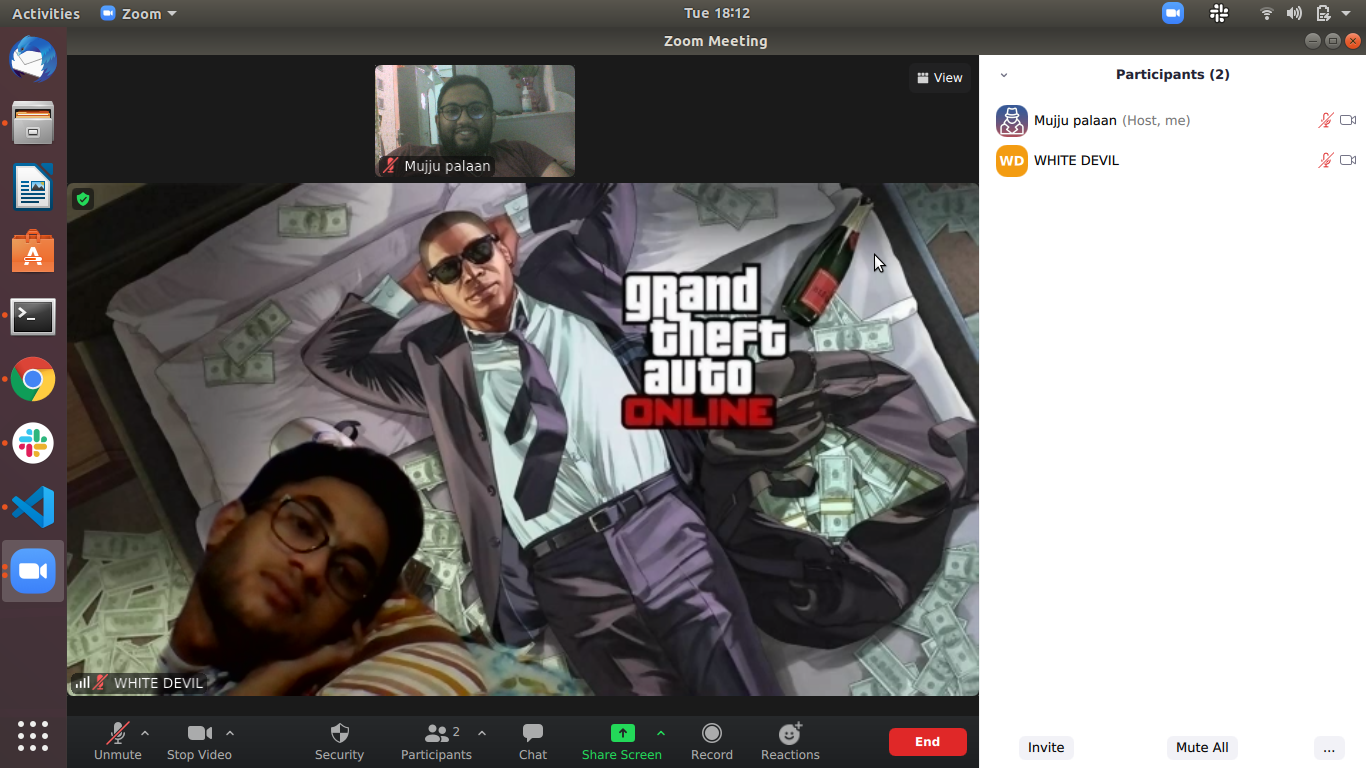 Activities
Zoom
Tue 18:12
Zoom Meeting
View
Mujju palaan
grand
theft
auto
ONLINE
WHITE DEVIL
Participants (2)
Mujju palaan (Host, me)
WD WHITE DEVIL
Unmute
Stop Video
Security
2
Participants
Chat
Share Screen
Record
Reactions
End
Invite
Mute All
...